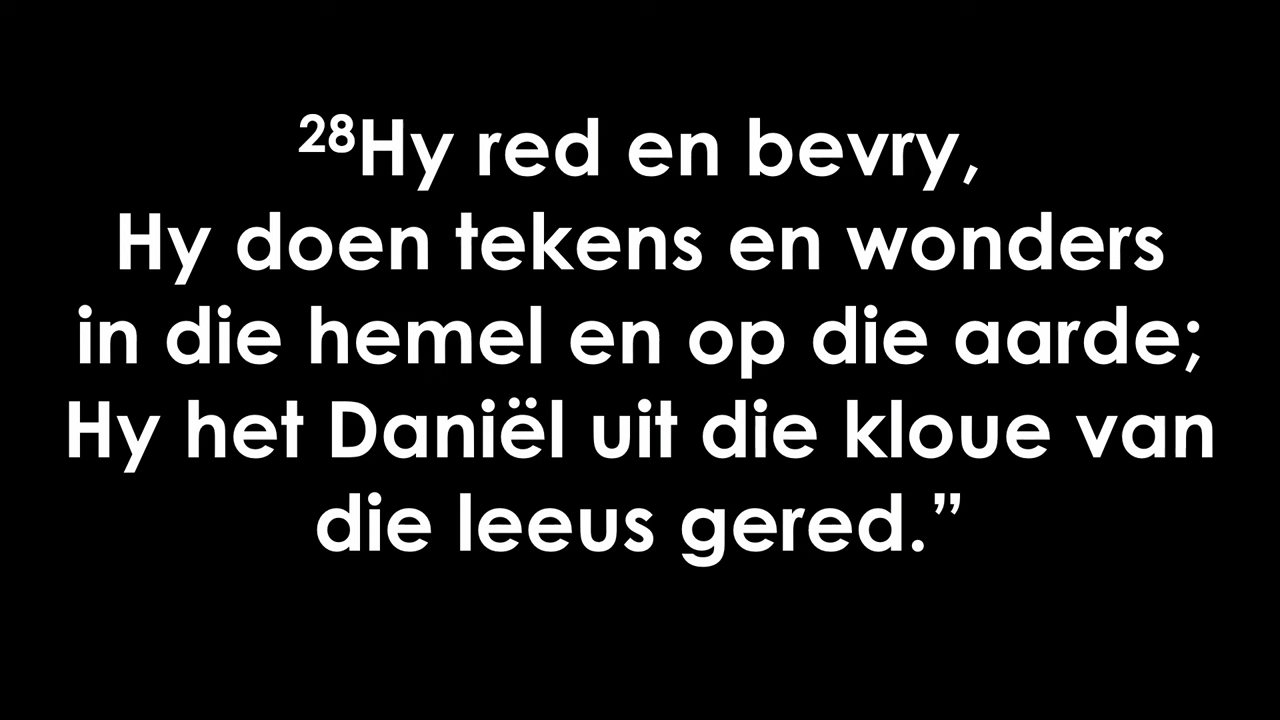 ²⁸Hy red en bevry,
Hy doen tekens en wonders
in die hemel en op die aarde;
Hy het Daniël uit die kloue van
die leeus gered.”